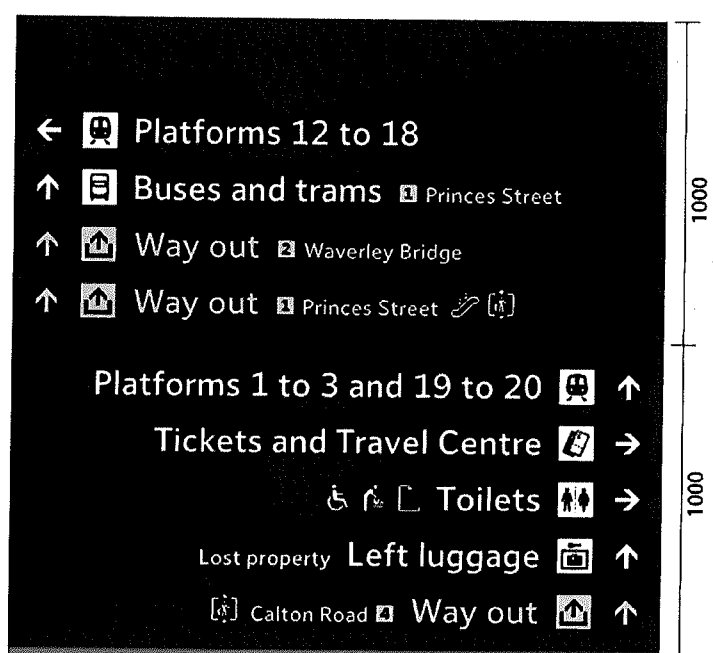 ← Platforms 12 to 18
↑ Buses and trams 1 Princes Street
↑ Way out 2 Waverley Bridge
↑ Way out 1 Princes Street
Platforms 1 to 3 and 19 to 20 ↑
Tickets and Travel Centre →
Toilets →
Lost property Left luggage ↑
Calton Road 4 Way out ↑
1000
1000